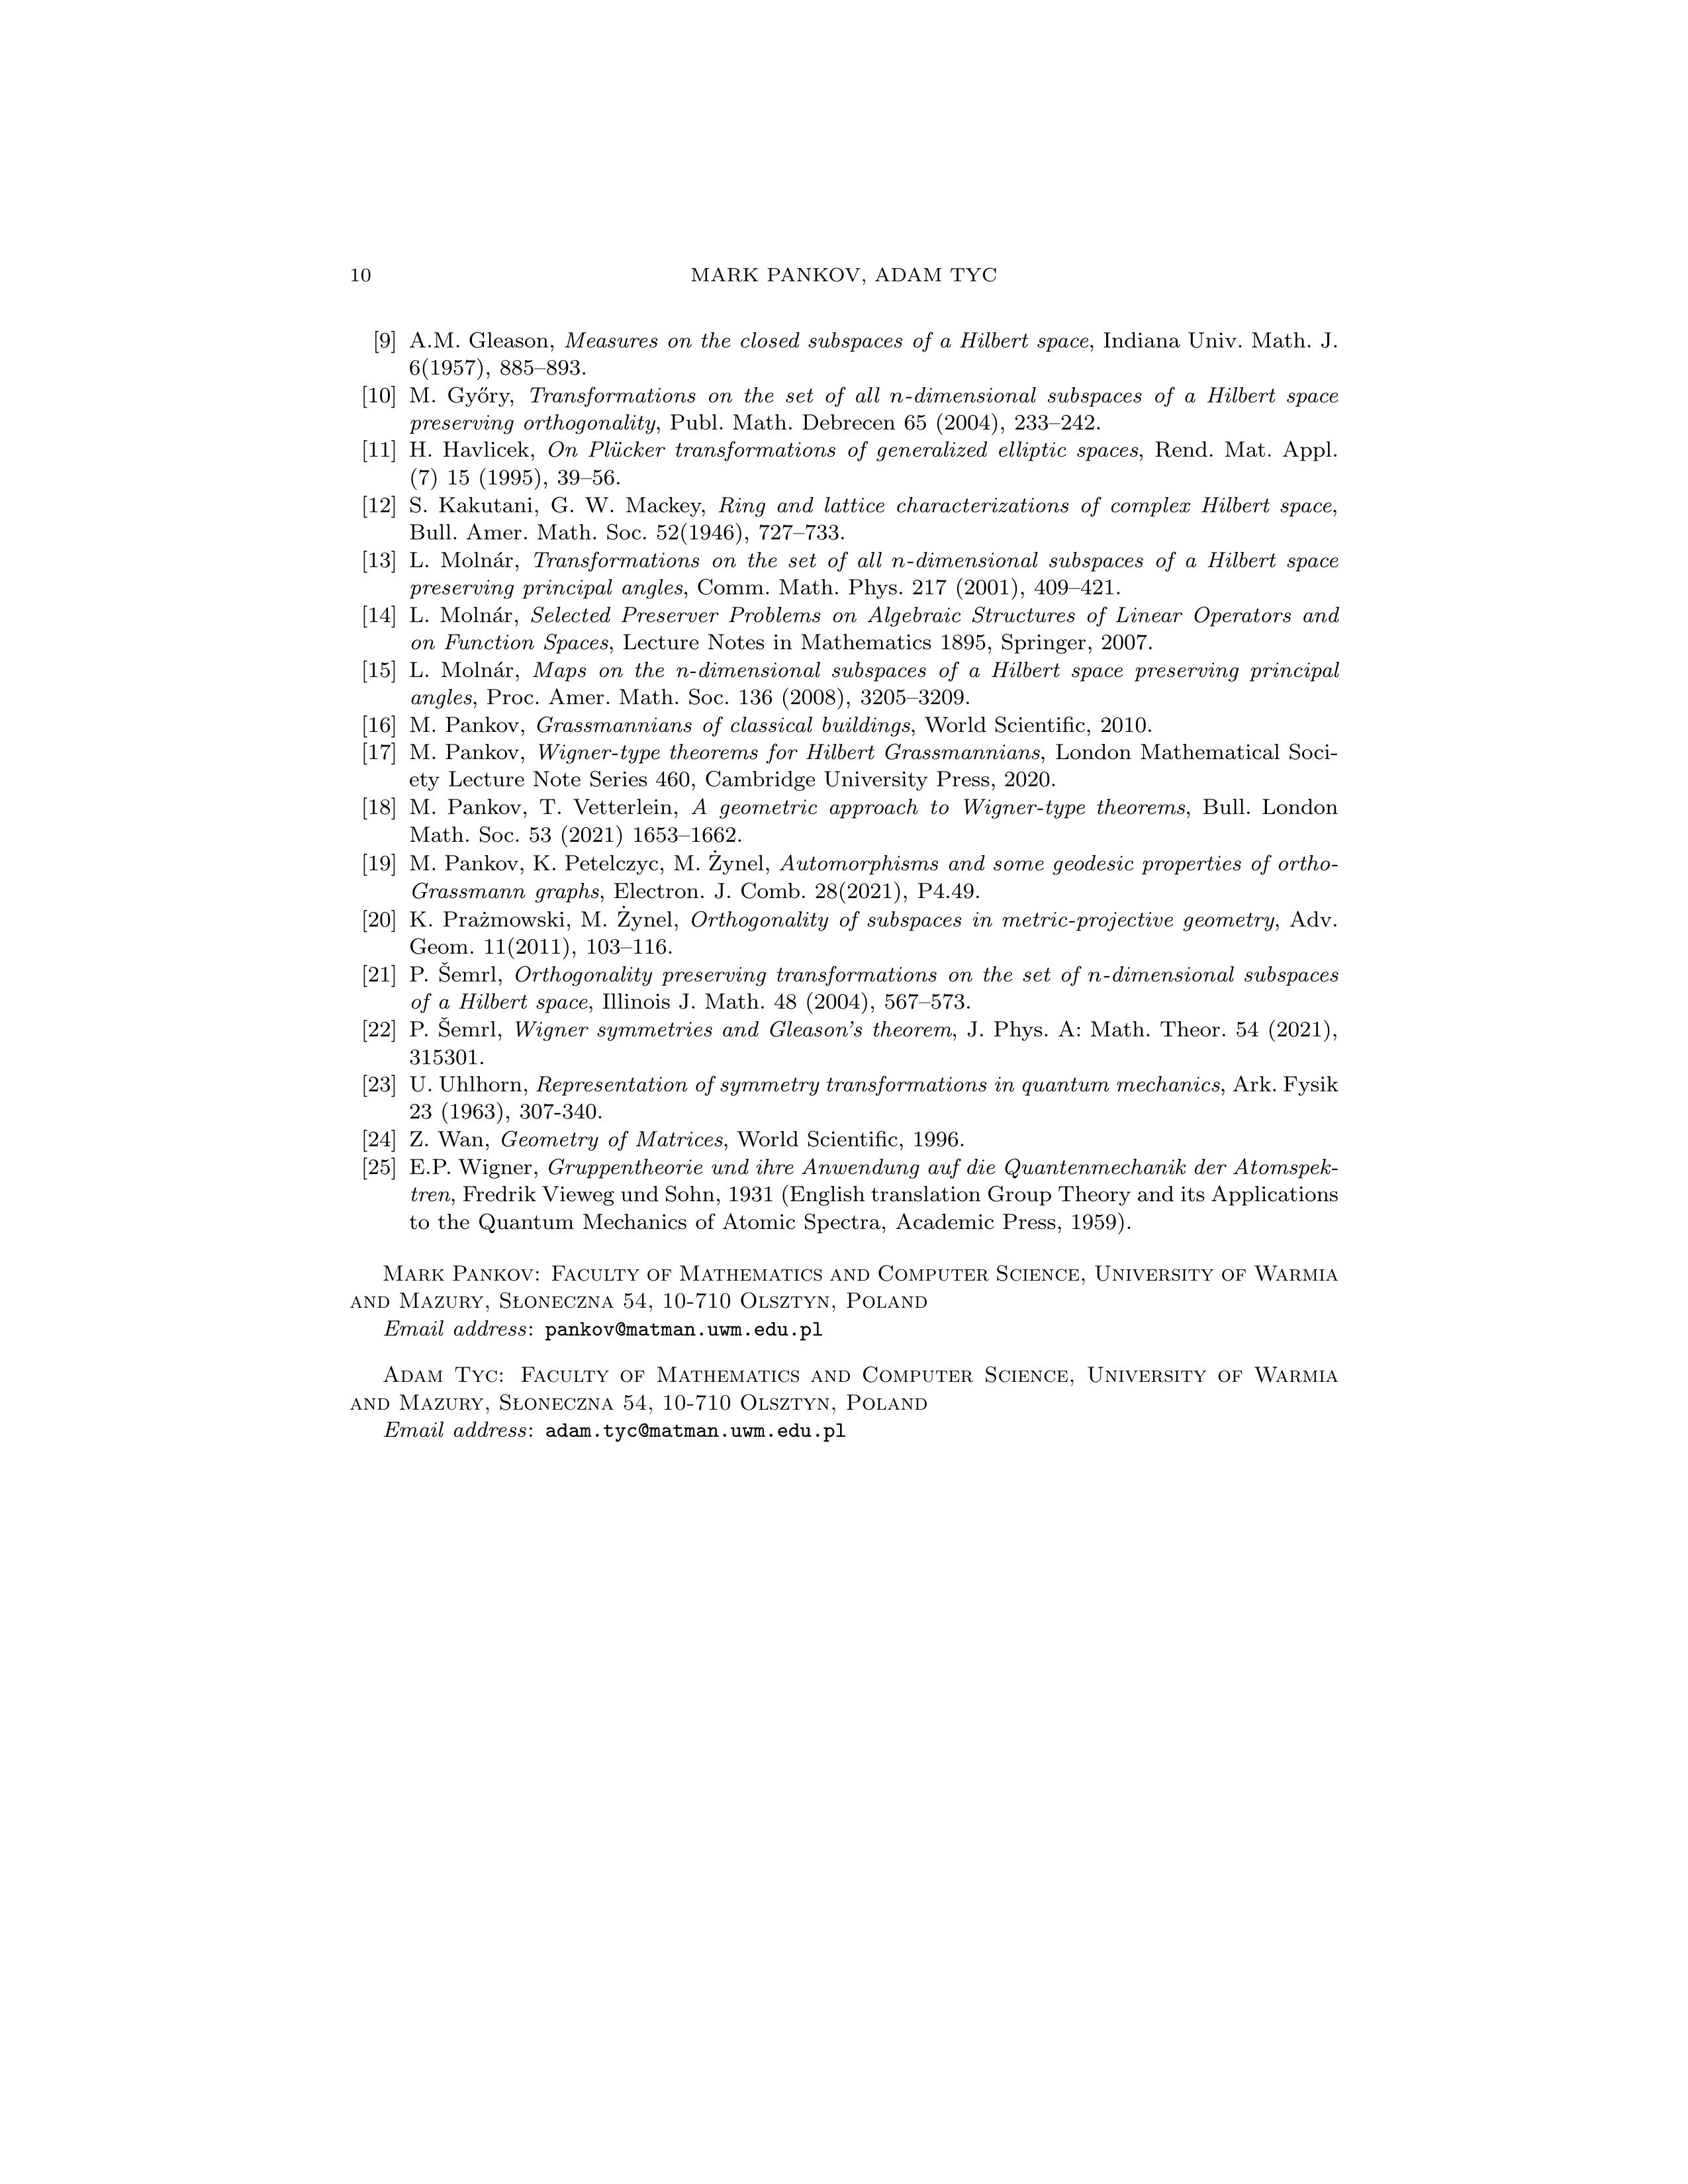 10 MARK PANKOV, ADAM TYC
[9] A.M. Gleason, Measures on the closed subspaces of a Hilbert space, Indiana Univ. Math. J.
6(1957), 885–893.
[10] M. Győry, Transformations on the set of all n-dimensional subspaces of a Hilbert space
preserving orthogonality, Publ. Math. Debrecen 65 (2004), 233–242.
[11] H. Havlicek, On Plücker transformations of generalized elliptic spaces, Rend. Mat. Appl.
(7) 15 (1995), 39–56.
[12] S. Kakutani, G. W. Mackey, Ring and lattice characterizations of complex Hilbert space,
Bull. Amer. Math. Soc. 52(1946), 727–733.
[13] L. Molnár, Transformations on the set of all n-dimensional subspaces of a Hilbert space
preserving principal angles, Comm. Math. Phys. 217 (2001), 409–421.
[14] L. Molnár, Selected Preserver Problems on Algebraic Structures of Linear Operators and
on Function Spaces, Lecture Notes in Mathematics 1895, Springer, 2007.
[15] L. Molnár, Maps on the n-dimensional subspaces of a Hilbert space preserving principal
angles, Proc. Amer. Math. Soc. 136 (2008), 3205–3209.
[16] M. Pankov, Grassmannians of classical buildings, World Scientific, 2010.
[17] M. Pankov, Wigner-type theorems for Hilbert Grassmannians, London Mathematical Soci-
ety Lecture Note Series 460, Cambridge University Press, 2020.
[18] M. Pankov, T. Vetterlein, A geometric approach to Wigner-type theorems, Bull. London
Math. Soc. 53 (2021) 1653–1662.
[19] M. Pankov, K. Petelczyc, M. Żynel, Automorphisms and some geodesic properties of ortho-
Grassmann graphs, Electron. J. Comb. 28(2021), P4.49.
[20] K. Prażmowski, M. Żynel, Orthogonality of subspaces in metric-projective geometry, Adv.
Geom. 11(2011), 103–116.
[21] P. Šemrl, Orthogonality preserving transformations on the set of n-dimensional subspaces
of a Hilbert space, Illinois J. Math. 48 (2004), 567–573.
[22] P. Šemrl, Wigner symmetries and Gleason's theorem, J. Phys. A: Math. Theor. 54 (2021),
315301.
[23] U. Uhlhorn, Representation of symmetry transformations in quantum mechanics, Ark. Fysik
23 (1963), 307-340.
[24] Z. Wan, Geometry of Matrices, World Scientific, 1996.
[25] E.P. Wigner, Gruppentheorie und ihre Anwendung auf die Quantenmechanik der Atomspek-
tren, Fredrik Vieweg und Sohn, 1931 (English translation Group Theory and its Applications
to the Quantum Mechanics of Atomic Spectra, Academic Press, 1959).
Mark Pankov: Faculty of Mathematics and Computer Science, University of Warmia
and Mazury, Słoneczna 54, 10-710 Olsztyn, Poland
Email address: pankov@matman.uwm.edu.pl
Adam Tyc: Faculty of Mathematics and Computer Science, University of Warmia
and Mazury, Słoneczna 54, 10-710 Olsztyn, Poland
Email address: adam.tyc@matman.uwm.edu.pl